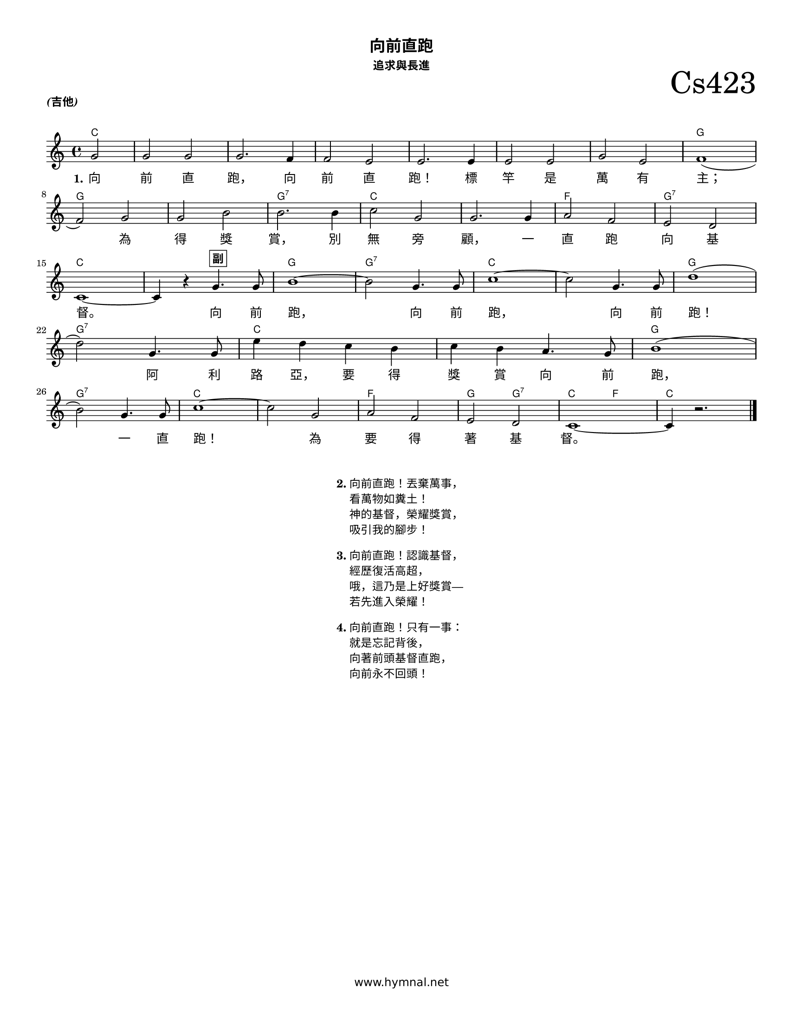 向前直跑
追求與長進
Cs423
(吉他)
C G
1. 向 前 直 跑， 向 前 直 跑！ 標 竿 是 萬 有 主；
8 G G7 C F G7
為 得 獎 賞， 別 無 旁 顧， 一 直 跑 向 基
15 C 副 G G7 C G
督。 向 前 跑， 向 前 跑， 向 前 跑！
22 G7 C G
阿 利 路 亞， 要 得 獎 賞 向 前 跑，
26 G7 C F G G7 C F C
一 直 跑！ 為 要 得 著 基 督。
2. 向前直跑！丟棄萬事，
看萬物如糞土！
神的基督，榮耀獎賞，
吸引我的腳步！
3. 向前直跑！認識基督，
經歷復活高超，
哦，這乃是上好獎賞—
若先進入榮耀！
4. 向前直跑！只有一事：
就是忘記背後，
向著前頭基督直跑，
向前永不回頭！
www.hymnal.net